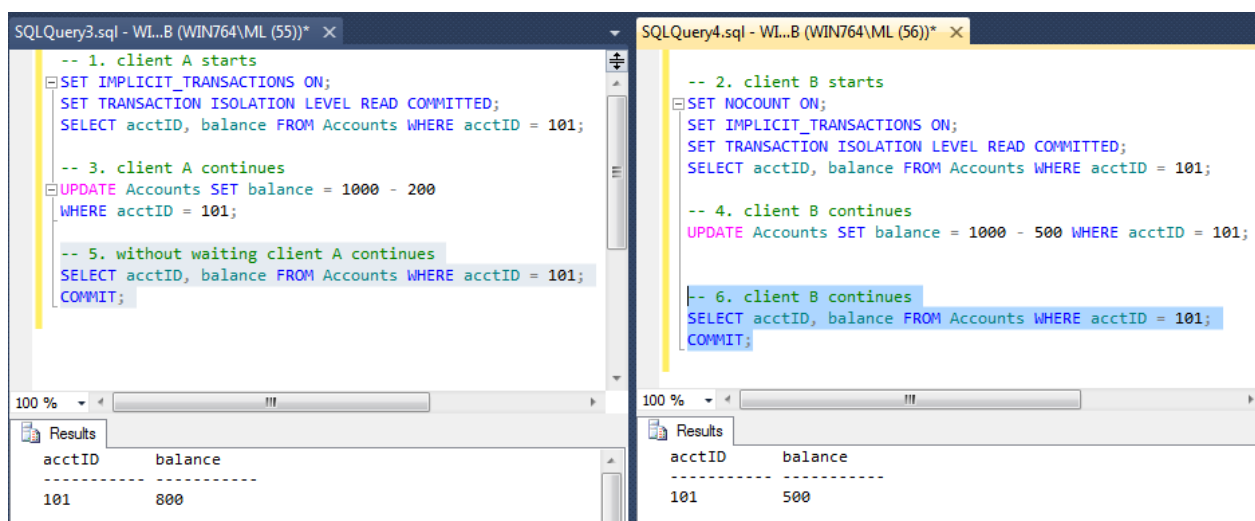 SQLQuery3.sql - WI...B (WIN764\ML (55))*
-- 1. client A starts
SET IMPLICIT_TRANSACTIONS ON;
SET TRANSACTION ISOLATION LEVEL READ COMMITTED;
SELECT acctID, balance FROM Accounts WHERE acctID = 101;
-- 3. client A continues
UPDATE Accounts SET balance = 1000 - 200
WHERE acctID = 101;
-- 5. without waiting client A continues
SELECT acctID, balance FROM Accounts WHERE acctID = 101;
COMMIT;
100 %
Results
acctID balance
----------- -----------
101 800
SQLQuery4.sql - WI...B (WIN764\ML (56))*
-- 2. client B starts
SET NOCOUNT ON;
SET IMPLICIT_TRANSACTIONS ON;
SET TRANSACTION ISOLATION LEVEL READ COMMITTED;
SELECT acctID, balance FROM Accounts WHERE acctID = 101;
-- 4. client B continues
UPDATE Accounts SET balance = 1000 - 500 WHERE acctID = 101;
-- 6. client B continues
SELECT acctID, balance FROM Accounts WHERE acctID = 101;
COMMIT;
100 %
Results
acctID balance
----------- -----------
101 500